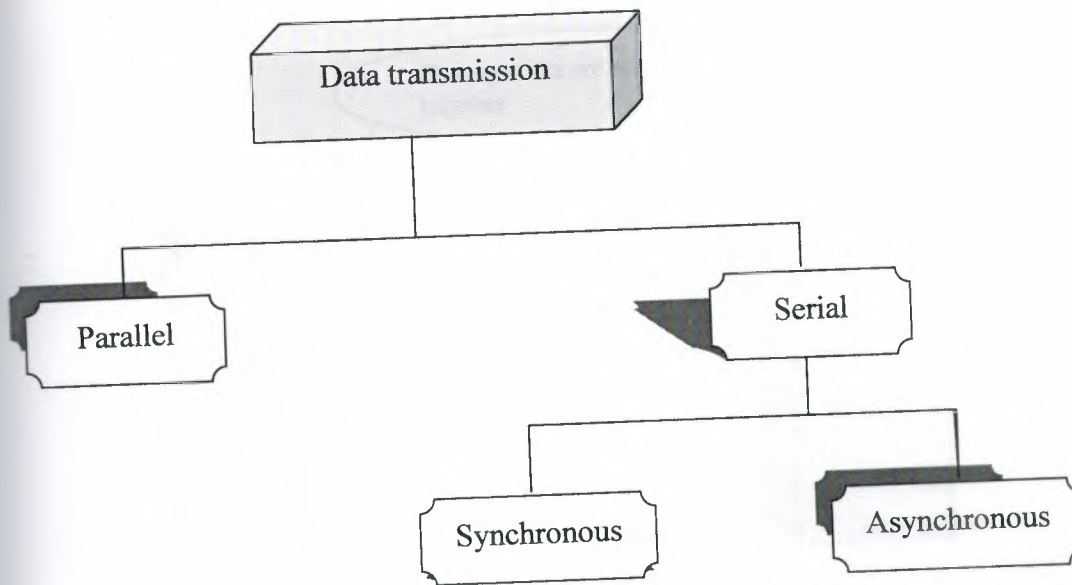 Data transmission
Parallel
Serial
Synchronous
Asynchronous